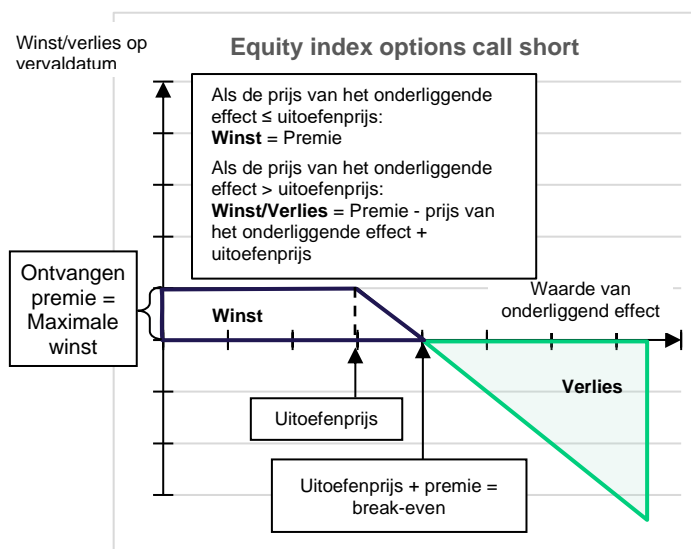 Winst/verlies op
vervaldatum
Equity index options call short
Als de prijs van het onderliggende
effect ≤ uitoefenprijs:
Winst = Premie
Als de prijs van het onderliggende
effect > uitoefenprijs:
Winst/Verlies = Premie - prijs van
het onderliggende effect +
uitoefenprijs
Ontvangen
premie =
Maximale
winst
Winst
Waarde van
onderliggend effect
Verlies
Uitoefenprijs
Uitoefenprijs + premie =
break-even